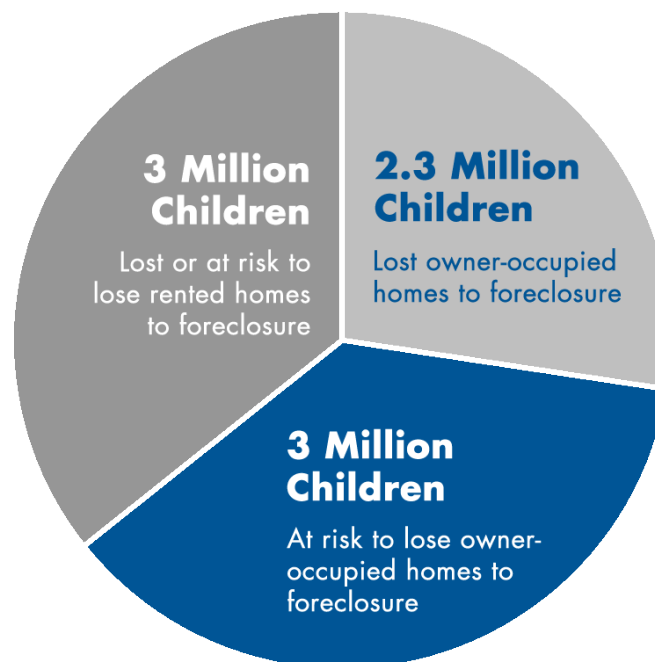 3 Million
Children
Lost or at risk to
lose rented homes
to foreclosure
2.3 Million
Children
Lost owner-occupied
homes to foreclosure
3 Million
Children
At risk to lose owner-
occupied homes to
foreclosure